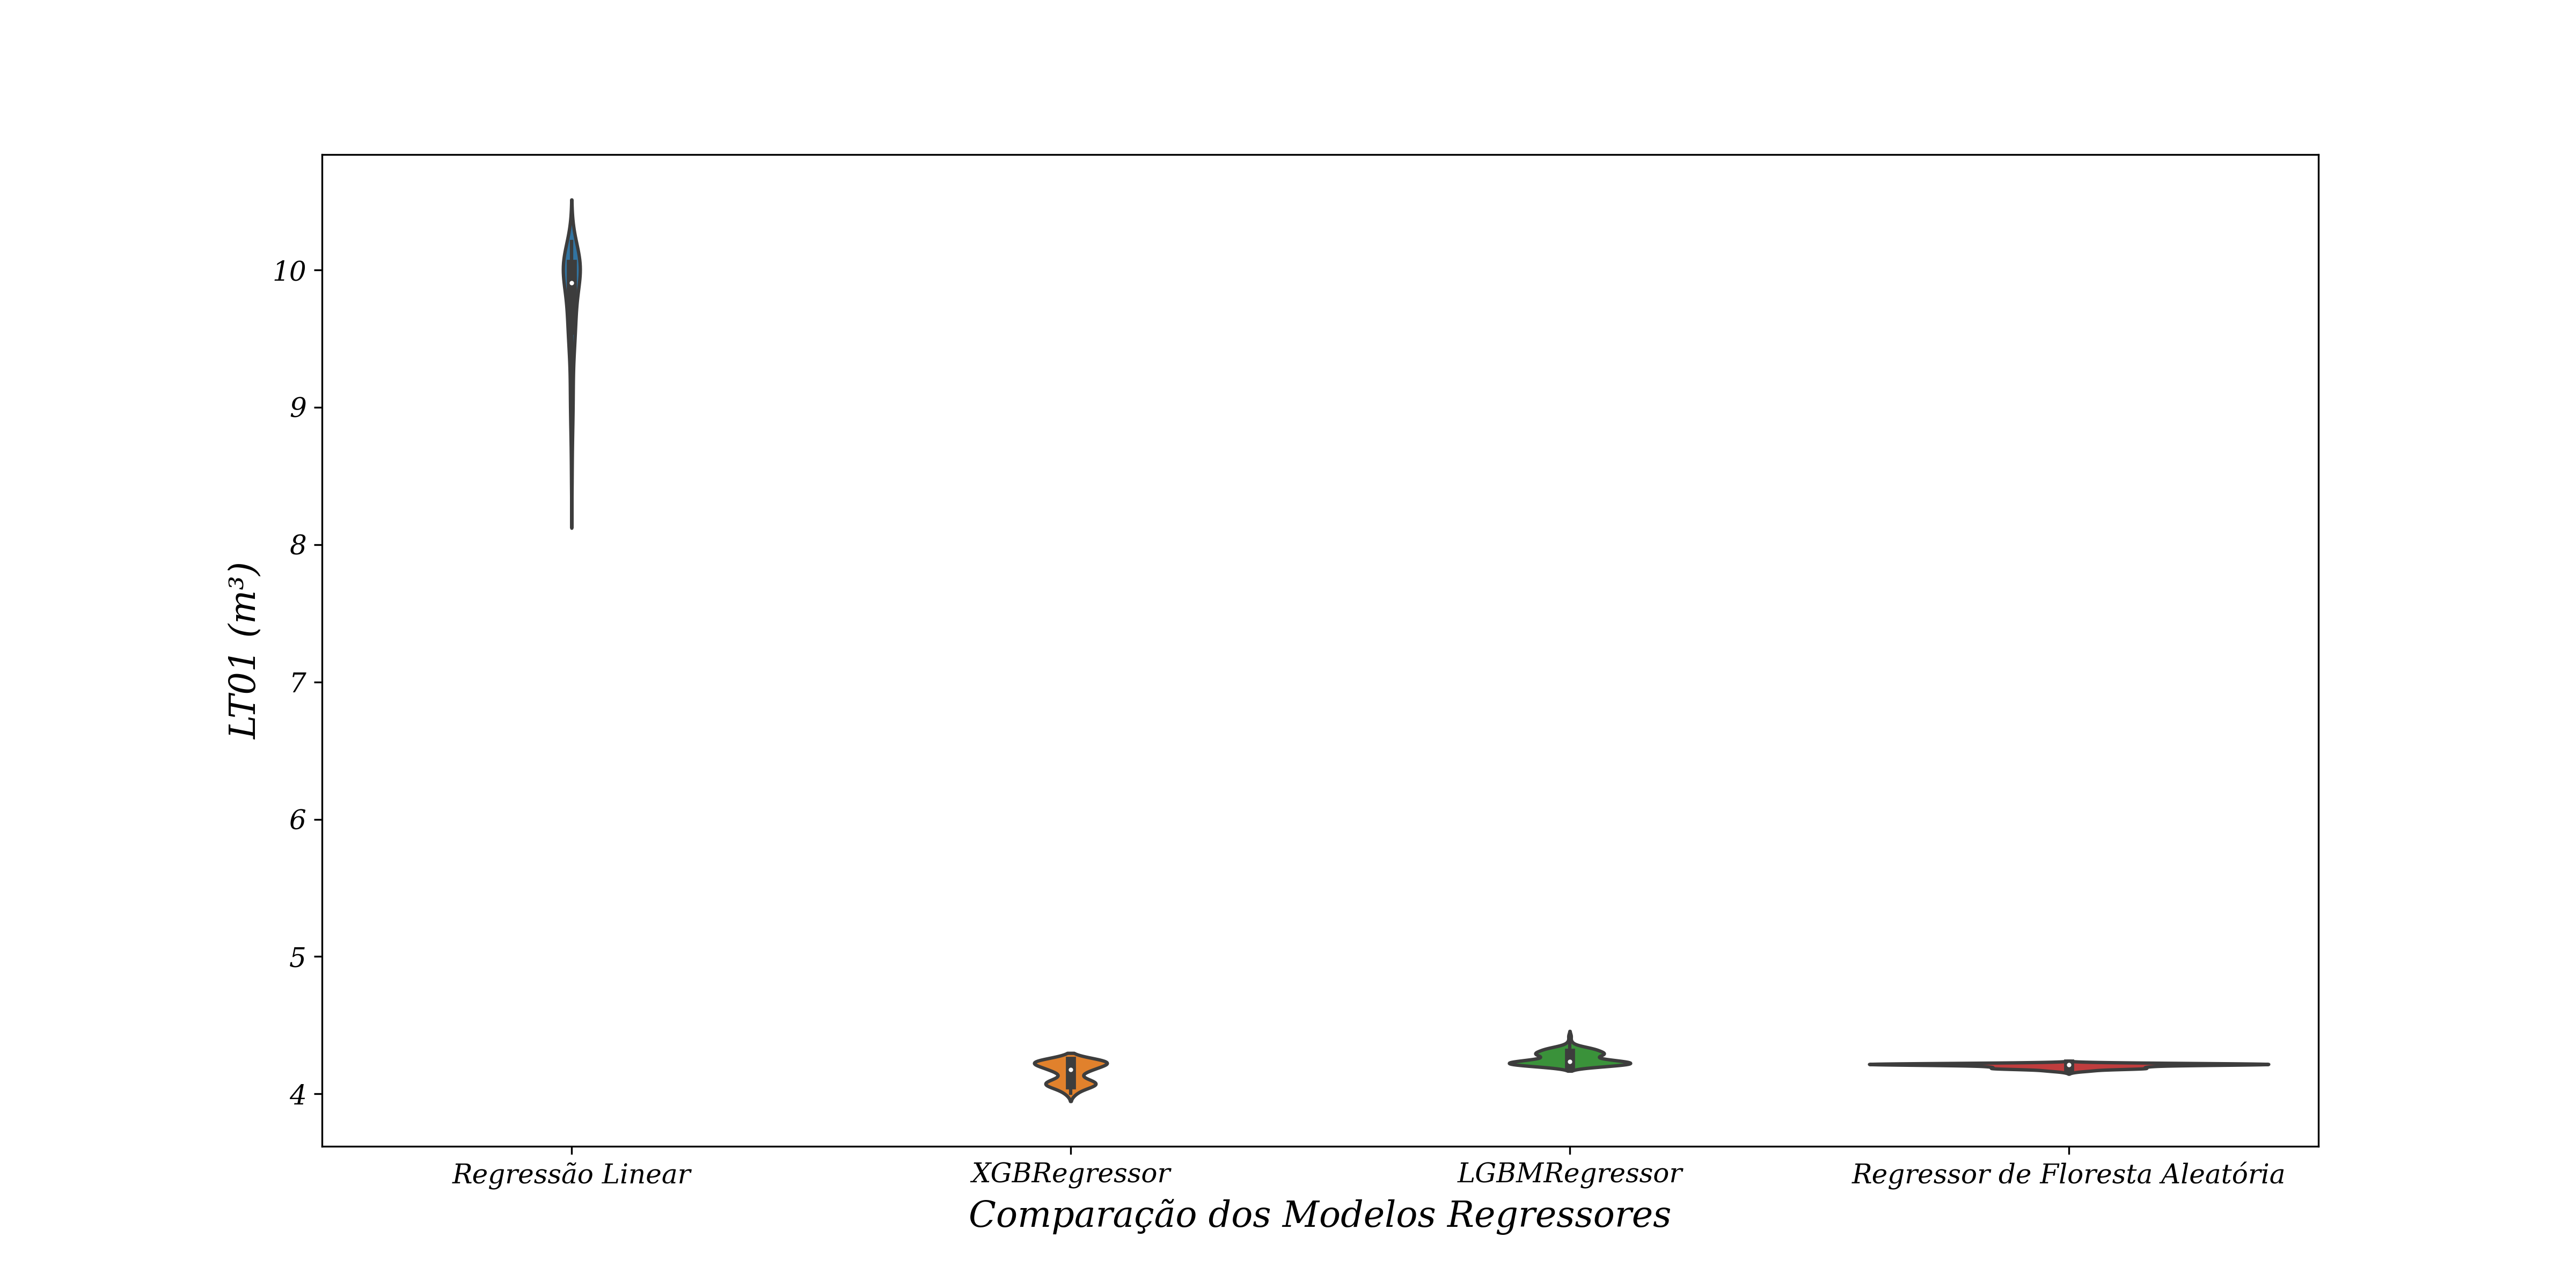 LT01 (m³)
10
9
8
7
6
5
4
Regressão Linear
XGBRegressor
LGBMRegressor
Regressor de Floresta Aleatória
Comparação dos Modelos Regressores